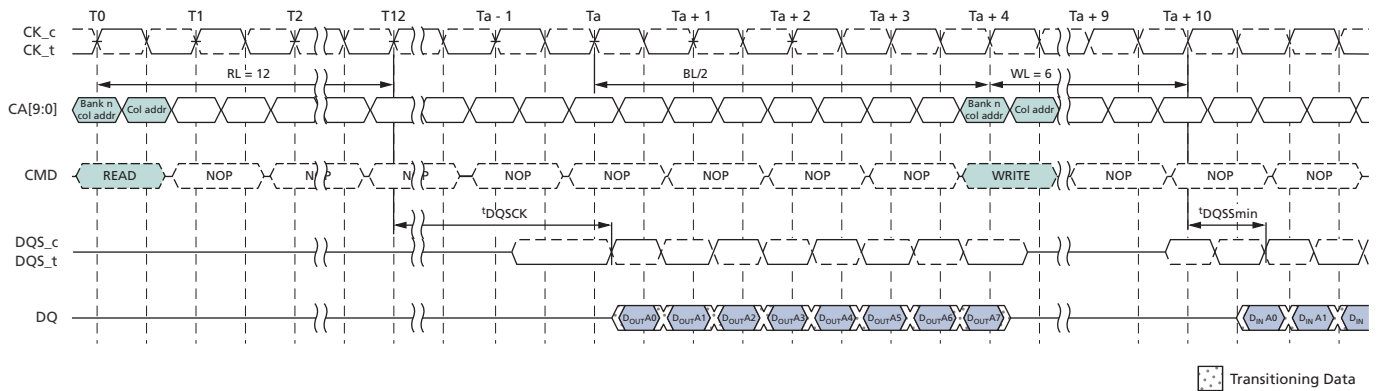 T0 T1 T2 T12 Ta - 1 Ta Ta + 1 Ta + 2 Ta + 3 Ta + 4 Ta + 9 Ta + 10
CK_c
CK_t
RL = 12 BL/2 WL = 6
CA[9:0] Bank n col addr Col addr Bank n col addr Col addr
CMD READ NOP NOP NOP NOP NOP NOP NOP NOP WRITE NOP NOP NOP
tDQSCK tDQSSmin
DQS_c
DQS_t
DQ DOUTA0 DOUTA1 DOUTA2 DOUTA3 DOUTA4 DOUTA5 DOUTA6 DOUTA7 DIN A0 DIN A1 DIN
Transitioning Data